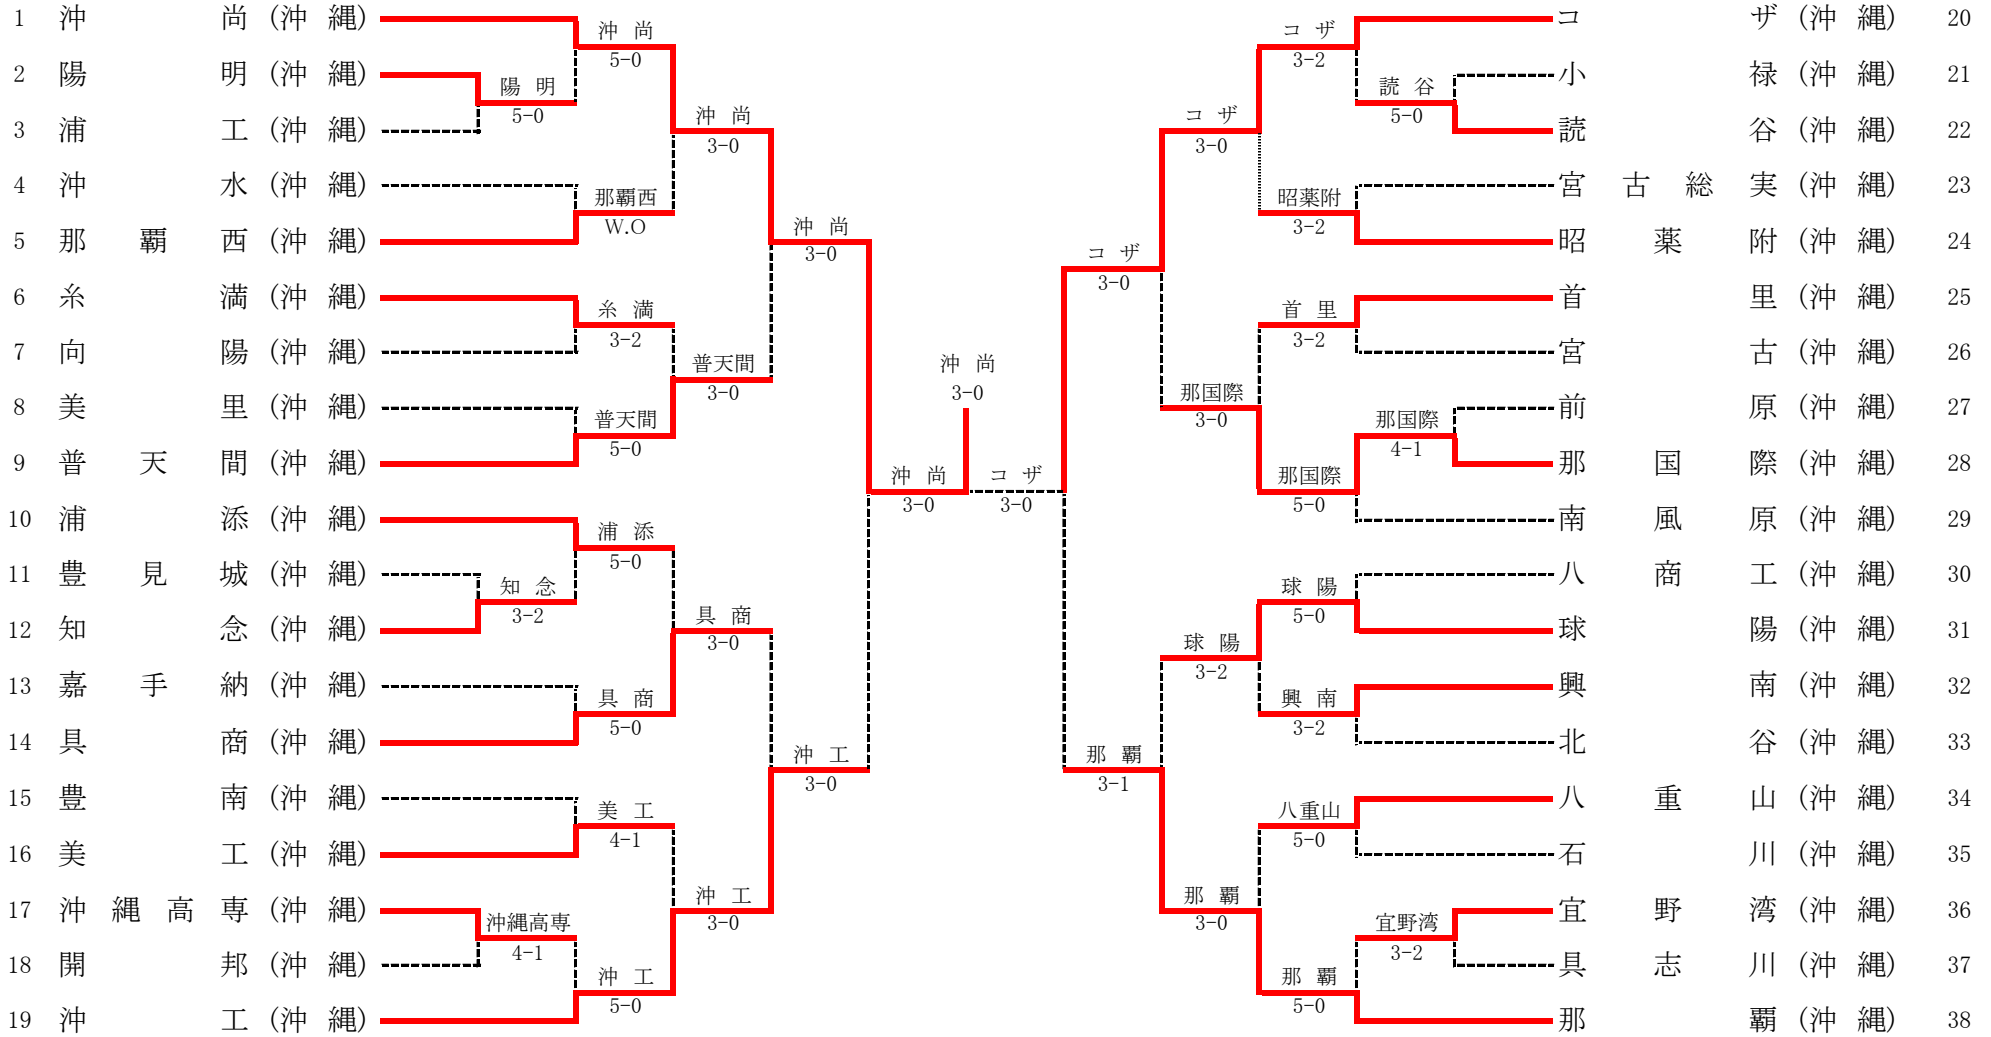 1 沖尚 (沖縄)
2 陽明 (沖縄)
3 浦工 (沖縄)
4 沖水 (沖縄)
5 那覇西 (沖縄)
6 糸満 (沖縄)
7 向陽 (沖縄)
8 美里 (沖縄)
9 普天間 (沖縄)
10 浦添 (沖縄)
11 豊見城 (沖縄)
12 知念 (沖縄)
13 嘉手納 (沖縄)
14 具商 (沖縄)
15 豊南 (沖縄)
16 美工 (沖縄)
17 沖縄高専 (沖縄)
18 開邦 (沖縄)
19 沖工 (沖縄)
陽明
5-0
知念
3-2
沖縄高専
4-1
沖尚
5-0
那覇西
W.O
糸満
3-2
普天間
5-0
浦添
5-0
具商
5-0
美工
4-1
沖工
5-0
沖尚
3-0
普天間
3-0
具商
3-0
沖工
3-0
沖尚
3-0
沖工
3-0
沖尚
3-0
沖尚
3-0
コザ
3-0
コザ
3-0
那覇
3-1
コザ
3-0
那国際
3-0
球陽
3-2
那覇
3-0
コザ
3-2
昭薬附
3-2
首里
3-2
那国際
5-0
球陽
5-0
興南
3-2
八重山
5-0
那覇
5-0
読谷
5-0
那国際
4-1
宜野湾
3-2
コザ (沖縄) 20
小禄 (沖縄) 21
読谷 (沖縄) 22
宮古総実 (沖縄) 23
昭薬附 (沖縄) 24
首里 (沖縄) 25
宮古 (沖縄) 26
前原 (沖縄) 27
那国際 (沖縄) 28
南風原 (沖縄) 29
八商工 (沖縄) 30
球陽 (沖縄) 31
興南 (沖縄) 32
北谷 (沖縄) 33
八重山 (沖縄) 34
石川 (沖縄) 35
宜野湾 (沖縄) 36
具志川 (沖縄) 37
那覇 (沖縄) 38